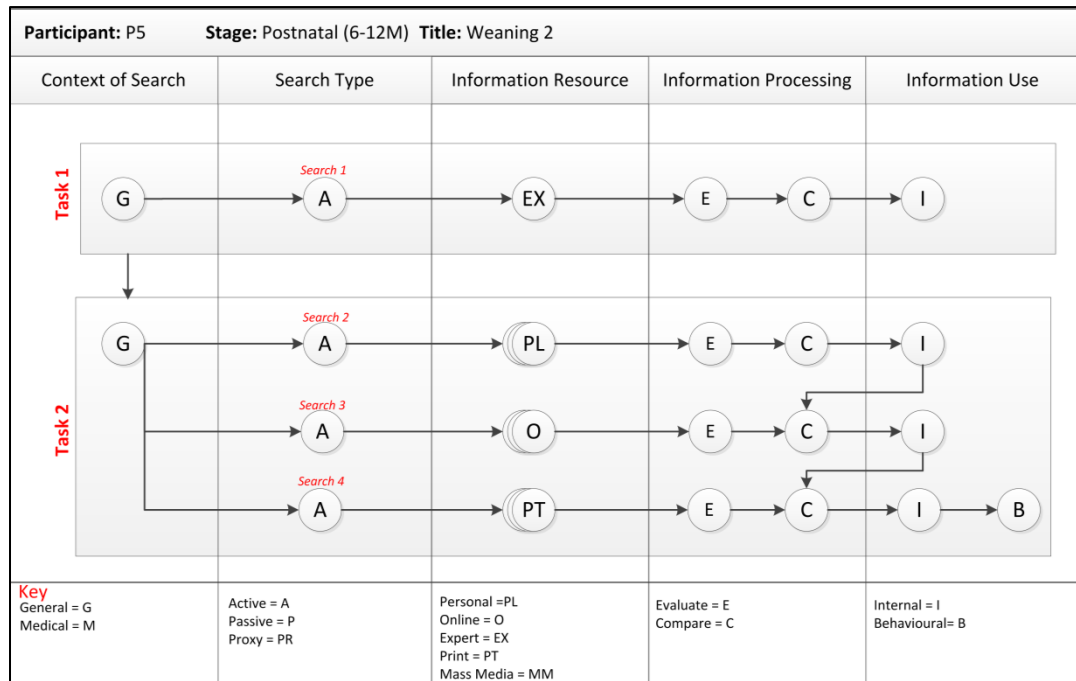 Participant: P5 Stage: Postnatal (6-12M) Title: Weaning 2
Context of Search Search Type Information Resource Information Processing Information Use
Task 1
Search 1
G A EX E C I
Task 2
Search 2
G A PL E C I
Search 3
A O E C I
Search 4
A PT E C I B
Key
General = G
Medical = M
Active = A
Passive = P
Proxy = PR
Personal =PL
Online = O
Expert = EX
Print = PT
Mass Media = MM
Evaluate = E
Compare = C
Internal = I
Behavioural= B